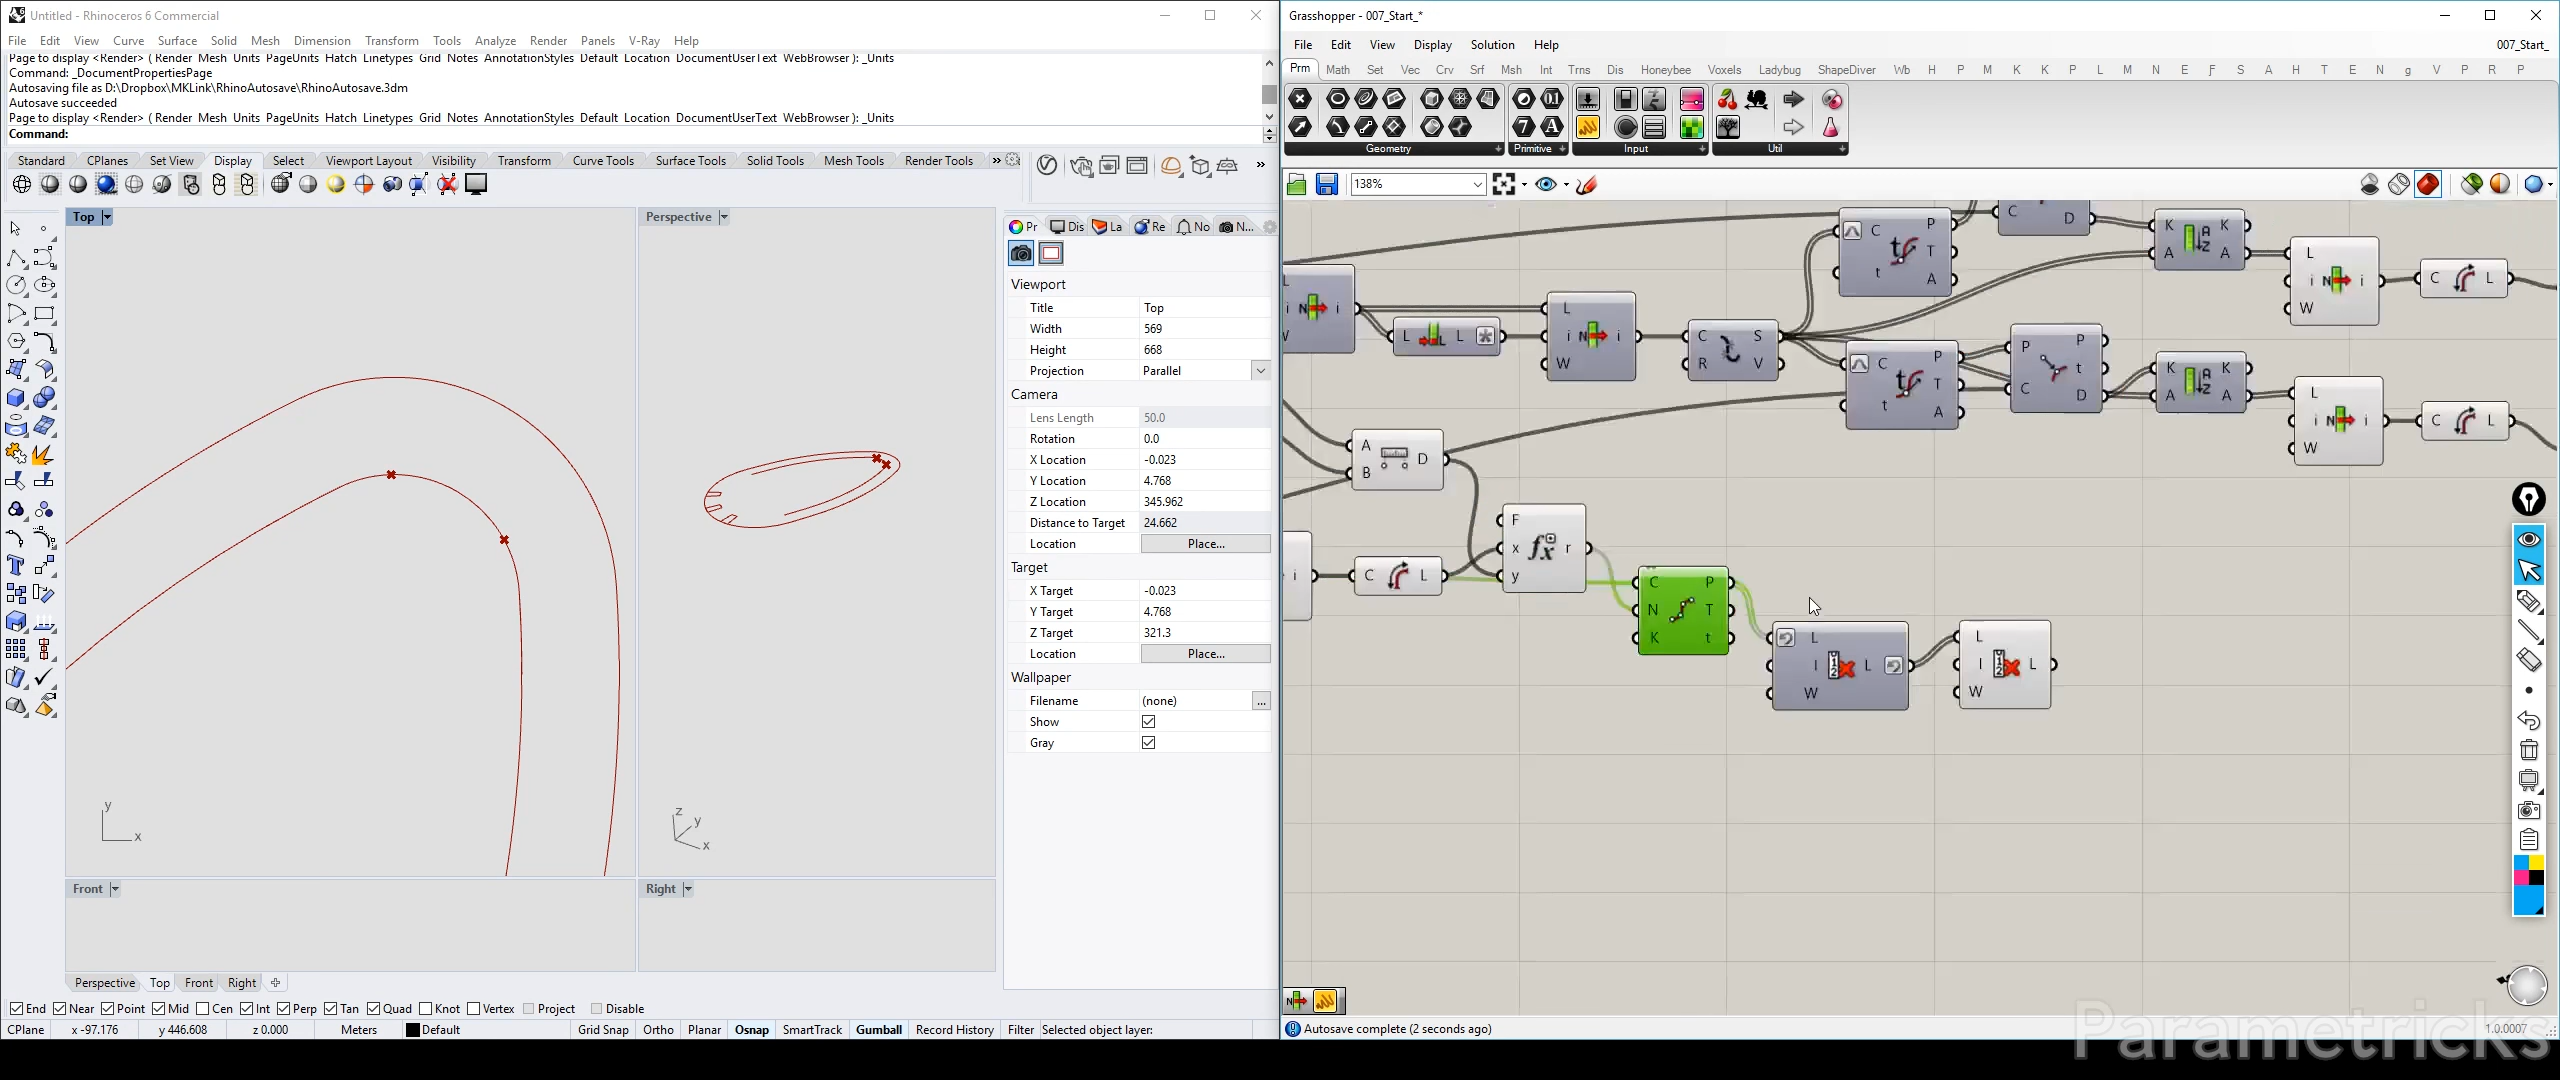 Untitled - Rhinoceros 6 Commercial
File Edit View Curve Surface Solid Mesh Dimension Transform Tools Analyze Render Panels V-Ray Help
Page to display <Render> ( Render Mesh Units PageUnits Hatch Linetypes Grid Notes AnnotationStyles Default Location DocumentUserText WebBrowser ): _Units
Command: _DocumentPropertiesPage
Autosaving file as D:\Dropbox\MKLink\RhinoAutosave\RhinoAutosave.3dm
Autosave succeeded
Page to display <Render> ( Render Mesh Units PageUnits Hatch Linetypes Grid Notes AnnotationStyles Default Location DocumentUserText WebBrowser ): _Units
Command:
Standard CPlanes Set View Display Select Viewport Layout Visibility Transform Curve Tools Surface Tools Solid Tools Mesh Tools Render Tools
Top
Perspective
Pr Dis La Re No N...
Viewport
Title Top
Width 569
Height 668
Projection Parallel
Camera
Lens Length 50.0
Rotation 0.0
X Location -0.023
Y Location 4.768
Z Location 345.962
Distance to Target 24.662
Location Place...
Target
X Target -0.023
Y Target 4.768
Z Target 321.3
Location Place...
Wallpaper
Filename (none) ...
Show
Gray
y
x
z
y
x
Front
Right
Perspective Top Front Right
End Near Point Mid Cen Int Perp Tan Quad Knot Vertex Project Disable
CPlane x -97.176 y 446.608 z 0.000 Meters Default Grid Snap Ortho Planar Osnap SmartTrack Gumball Record History Filter Selected object layer:
Grasshopper - 007_Start_*
File Edit View Display Solution Help
007_Start_
Prm Math Set Vec Crv Srf Msh Int Trns Dis Honeybee Voxels Ladybug ShapeDiver Wb H P M K K P L M N E F S A H T E N g V P R P
Geometry Primitive Input Util
138%
C P T t A
C D
K A K A
L i W i
C L
L i i
L L
L i W i
C R S V
C P T t A
P C P t D
K A K A
L i W i
C L
A B D
i
C L
F x y r
fx
C N K P T t
L I W L
L I W L
Autosave complete (2 seconds ago)
1.0.0007
Parametricks